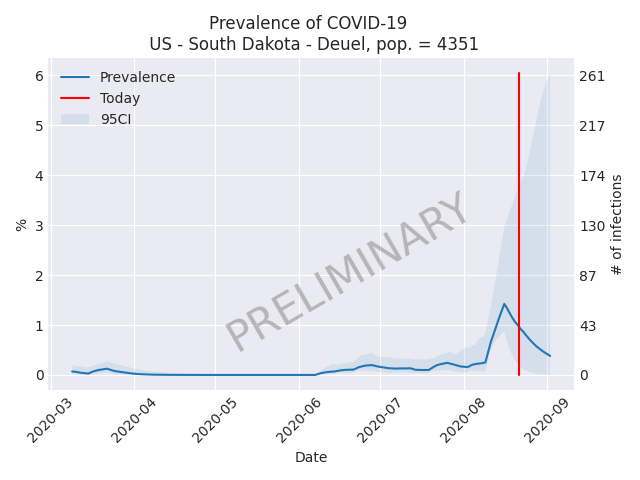 Prevalence of COVID-19
US - South Dakota - Deuel, pop. = 4351
Prevalence
Today
95CI
6
5
4
3
2
1
0
%
261
217
174
130
87
43
0
# of infections
PRELIMINARY
2020-03
2020-04
2020-05
2020-06
2020-07
2020-08
2020-09
Date